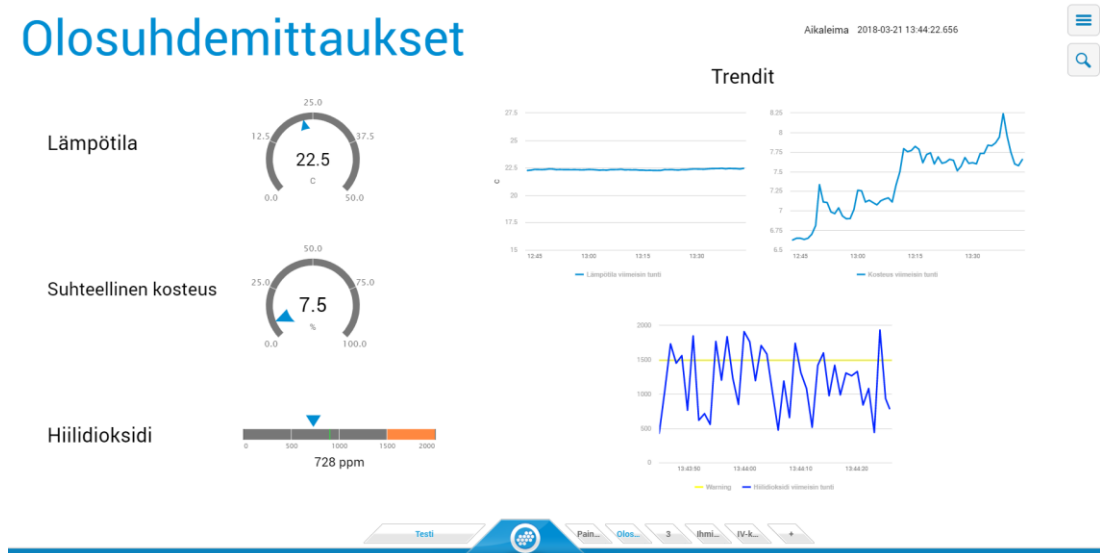 Olosuhdemittaukset
Aikaleima 2018-03-21 13:44:22.656
Trendit
Lämpötila
25.0
12.5 37.5
22.5
C
0.0 50.0
27.5
25
22.5
C
20
17.5
15
12:45 13:00 13:15 13:30
Lämpötila viimeisin tunti
8.25
8
7.75
7.5
7.25
7
6.75
6.5
12:45 13:00 13:15 13:30
Kosteus viimeisin tunti
Suhteellinen kosteus
50.0
25.0 75.0
7.5
%
0.0 100.0
Hiilidioksidi
0 500 1000 1500 2000
728 ppm
2000
1500
1000
500
0
13:43:50 13:44:00 13:44:10 13:44:20
Warning Hiilidioksidi viimeisin tunti
Testi Pain... Olos... 3 Ihmi... IV-k... +